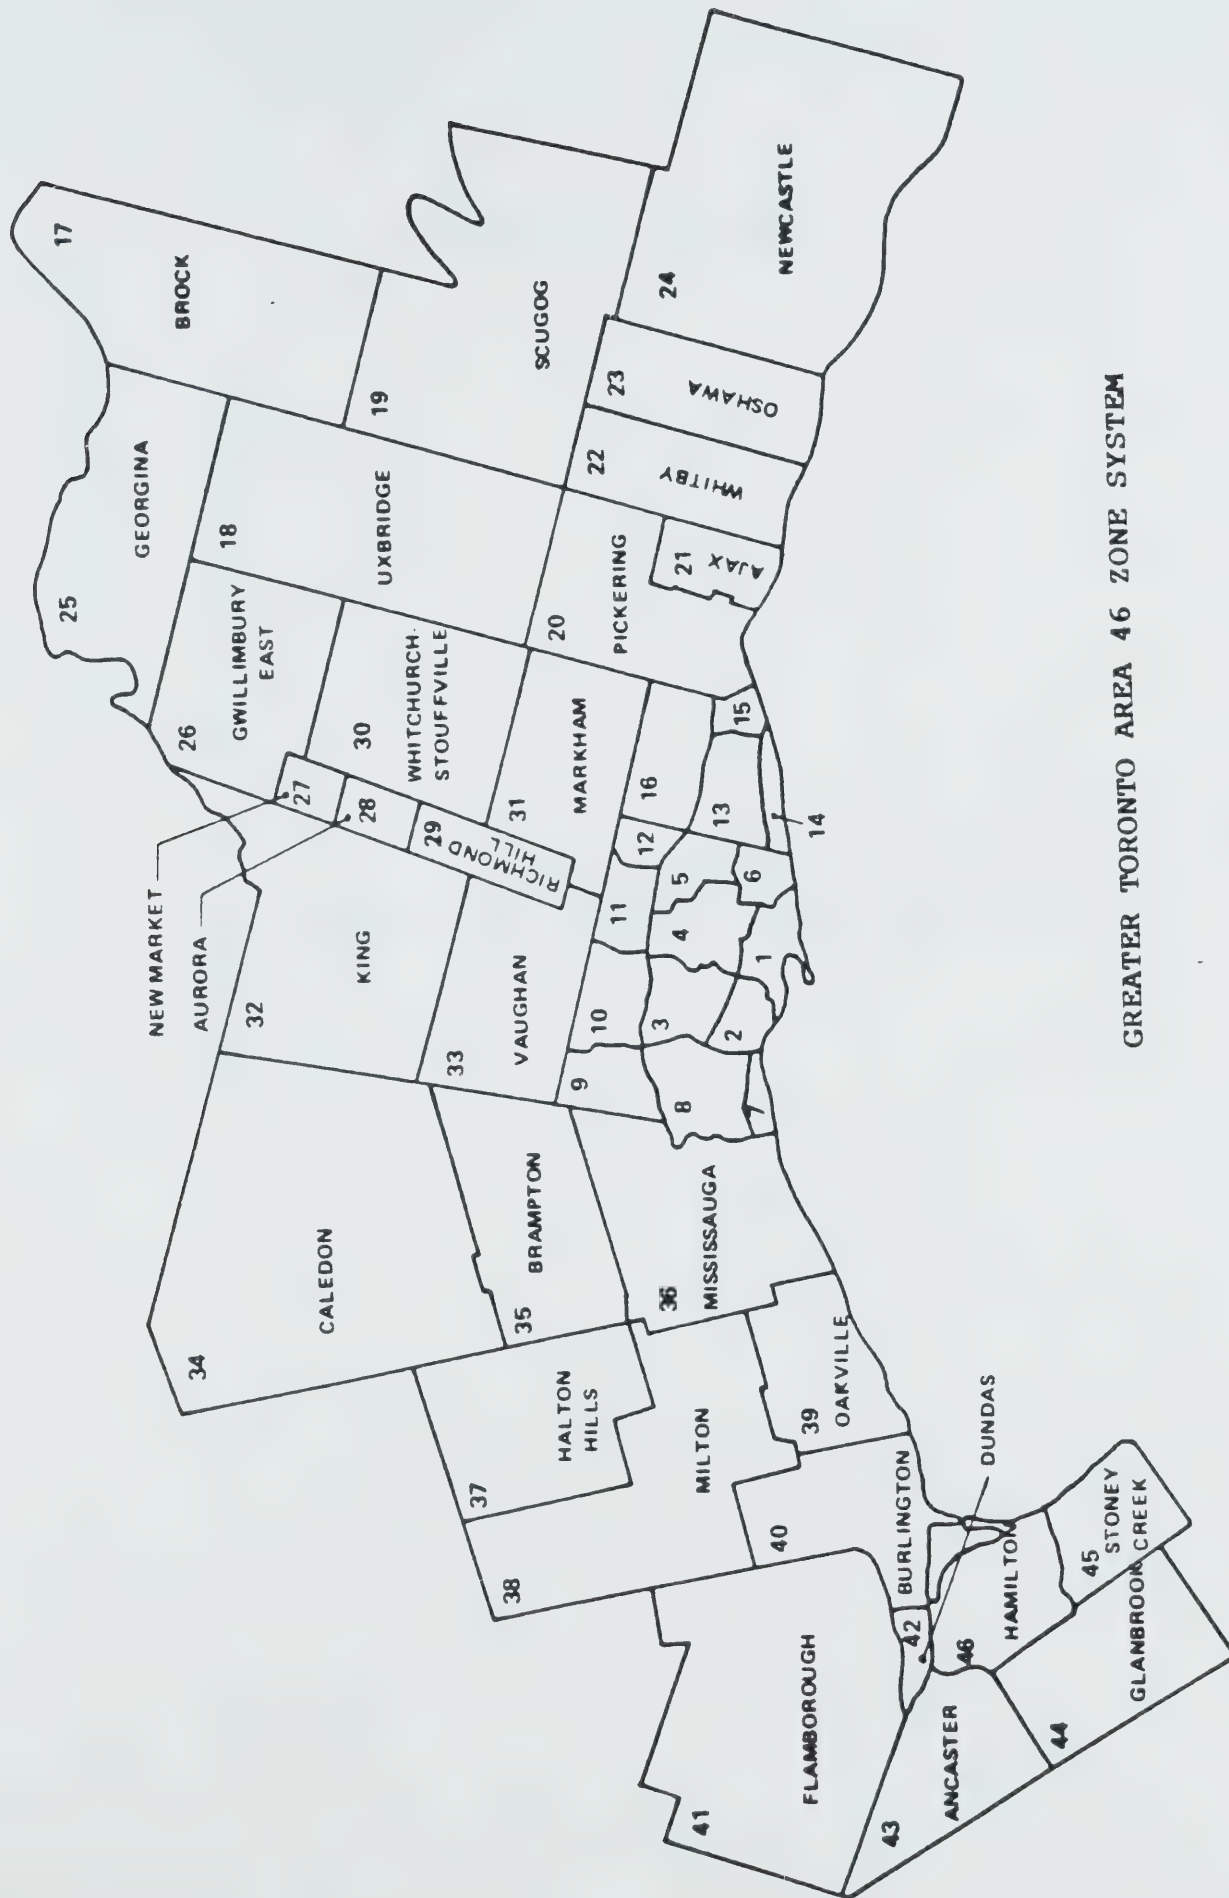 17
BROCK
25
GEORGINA
19
SCUGOG
18
UXBRIDGE
26
GWILLIMBURY
EAST
24
NEWCASTLE
23
OSHAWA
22
WHITBY
21
AJAX
20
PICKERING
30
WHITCHURCH-
STOUFFVILLE
31
MARKHAM
27
28
29
RICHMOND
HILL
NEWMARKET
AURORA
32
KING
33
VAUGHAN
16
15
13
14
12
11
10
9
5
6
4
3
1
2
8
7
34
CALEDON
35
BRAMPTON
36
MISSISSAUGA
37
HALTON
HILLS
38
MILTON
39
OAKVILLE
40
BURLINGTON
DUNDAS
41
FLAMBOROUGH
42
43
ANCASTER
44
GLANBROOK
45
STONEY
CREEK
46
HAMILTON
GREATER TORONTO AREA 46 ZONE SYSTEM